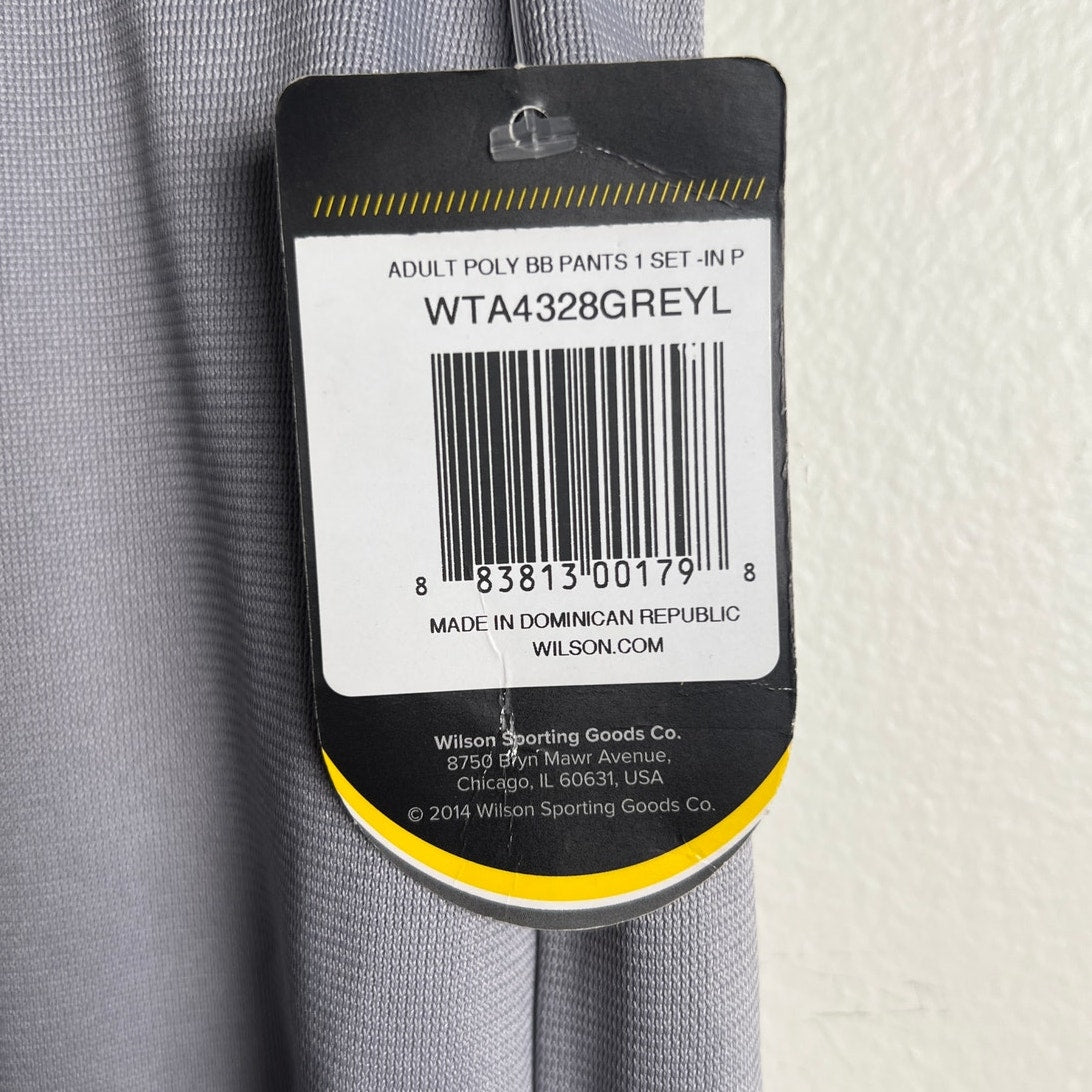 ADULT POLY BB PANTS 1 SET -IN P
WTA4328GREYL
8 83813 00179 8
MADE IN DOMINICAN REPUBLIC
WILSON.COM
Wilson Sporting Goods Co.
8750 Bryn Mawr Avenue,
Chicago, IL 60631, USA
© 2014 Wilson Sporting Goods Co.